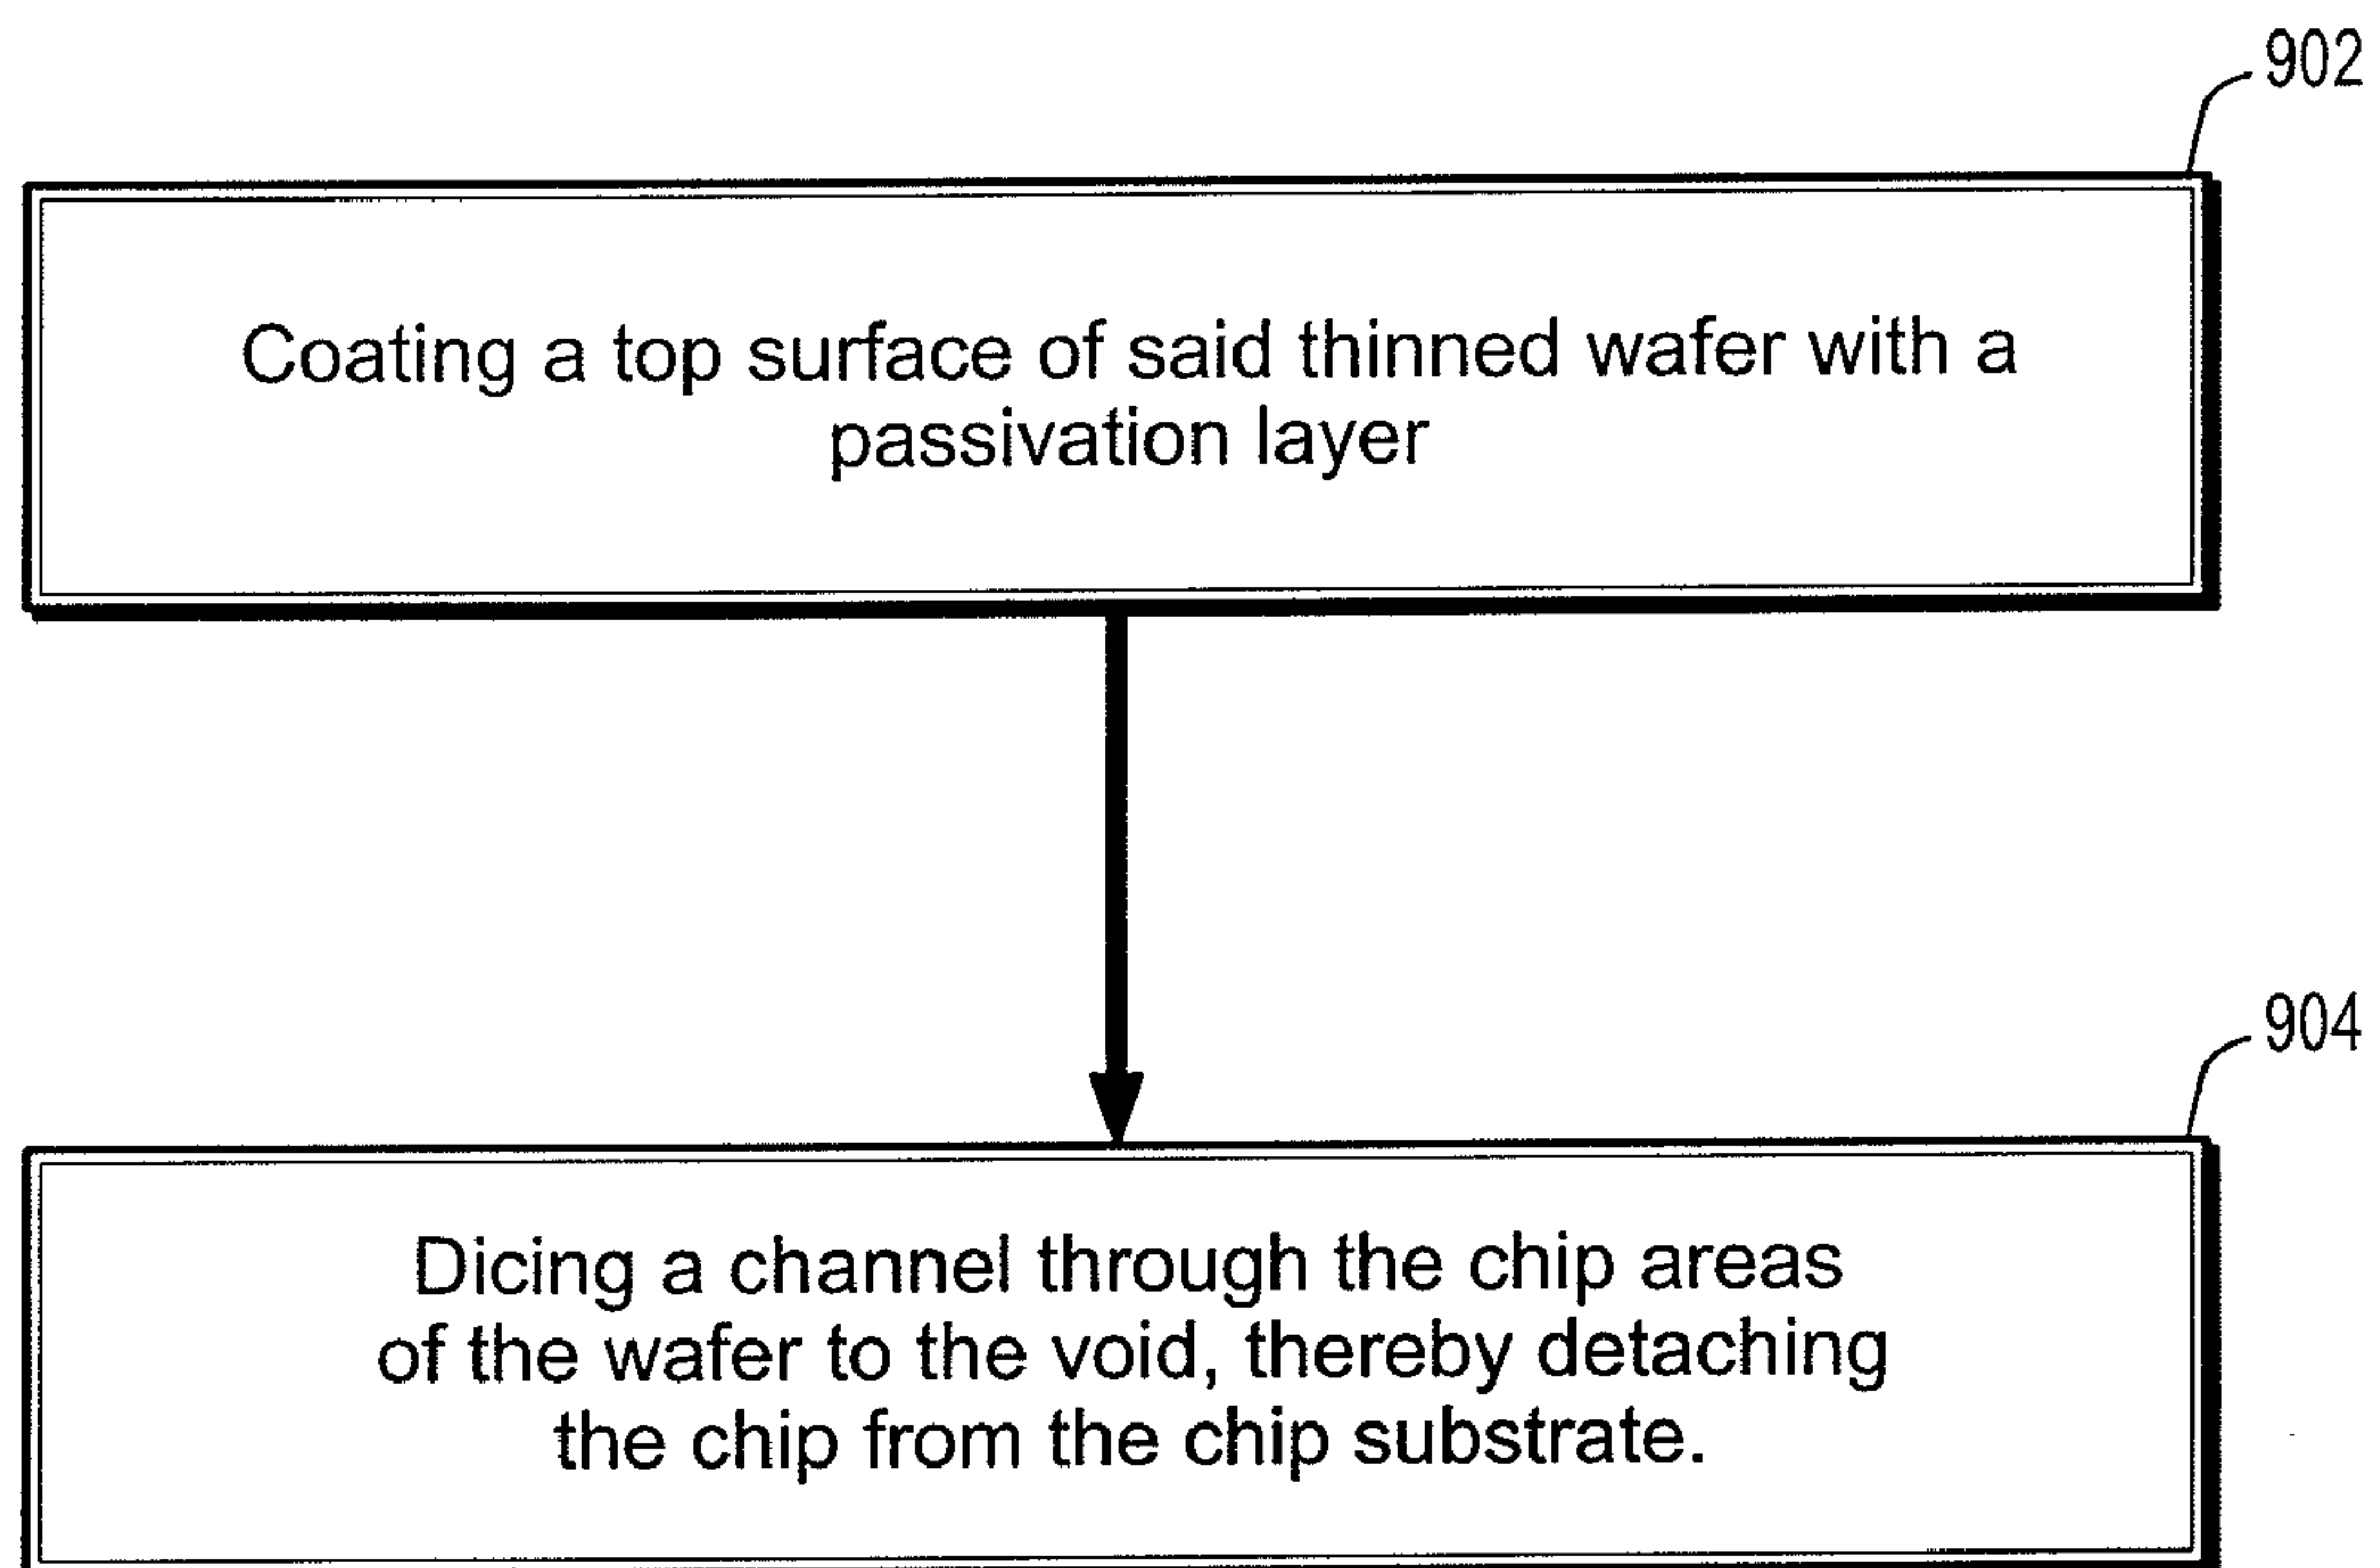 902
Coating a top surface of said thinned wafer with a
passivation layer
904
Dicing a channel through the chip areas
of the wafer to the void, thereby detaching
the chip from the chip substrate.